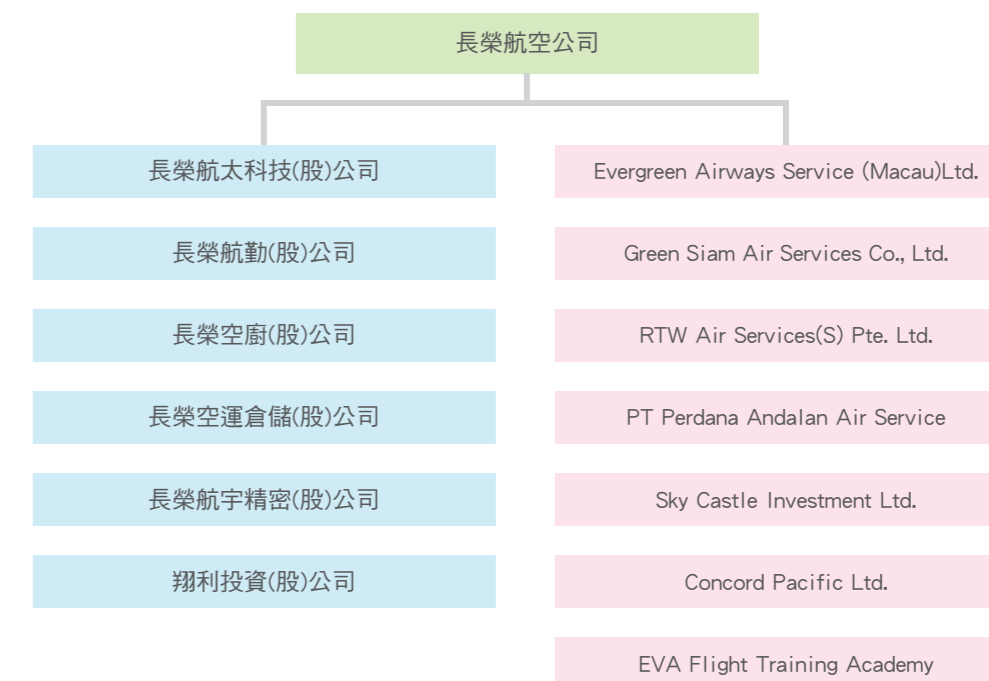 長榮航空公司
長榮航太科技(股)公司
長榮航勤(股)公司
長榮空廚(股)公司
長榮空運倉儲(股)公司
長榮航宇精密(股)公司
翔利投資(股)公司
Evergreen Airways Service (Macau)Ltd.
Green Siam Air Services Co., Ltd.
RTW Air Services(S) Pte. Ltd.
PT Perdana Andalan Air Service
Sky Castle Investment Ltd.
Concord Pacific Ltd.
EVA Flight Training Academy